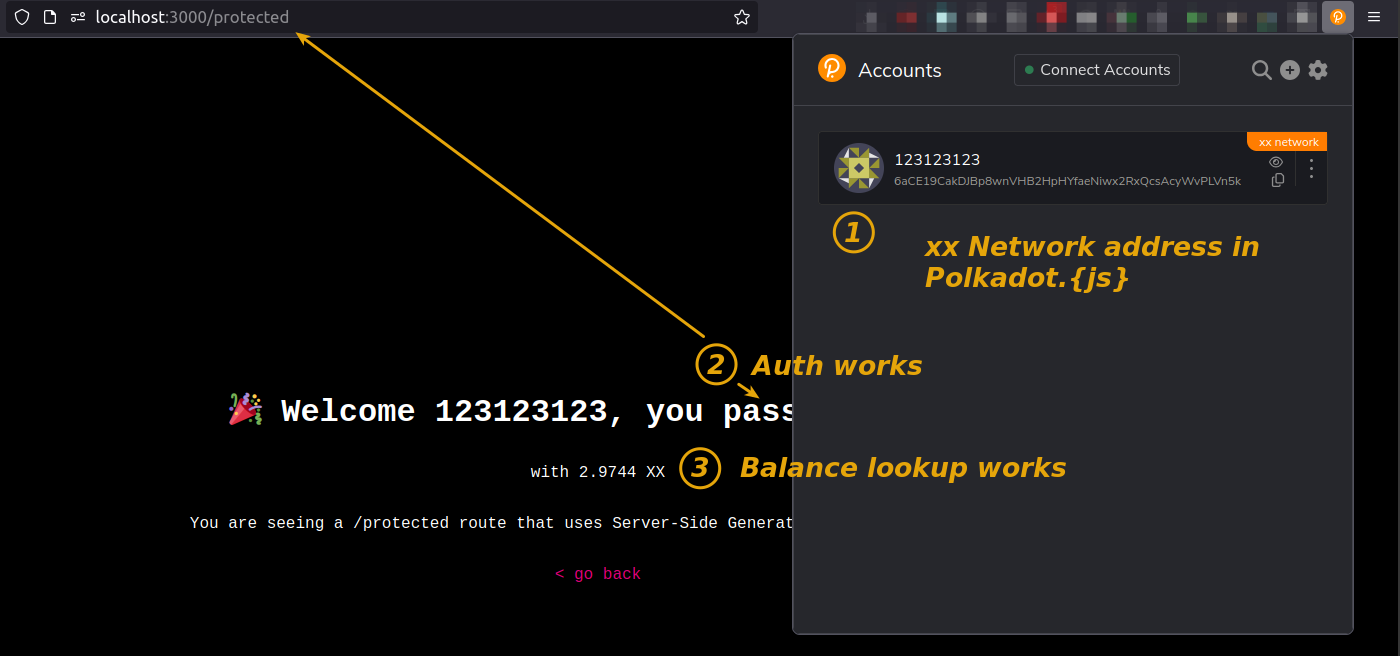 localhost:3000/protected
Accounts
Connect Accounts
xx network
123123123
6aCE19CakDJBp8wnVHB2HpHYfaeNiwx2RxQcsAcyWvPLVn5k
1
xx Network address in
Polkadot.{js}
2 Auth works
🎉 Welcome 123123123, you pass
with 2.9744 XX
3 Balance lookup works
You are seeing a /protected route that uses Server-Side Generat
< go back